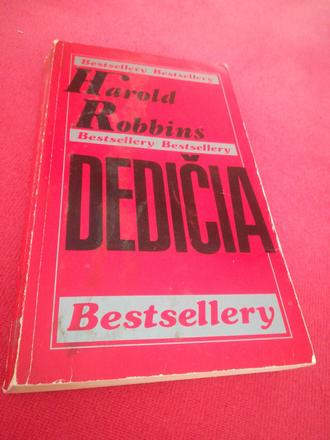 Bestsellery Bestsellery
Harold
Robbins
Bestsellery Bestsellery
DEDIČIA
Bestsellery